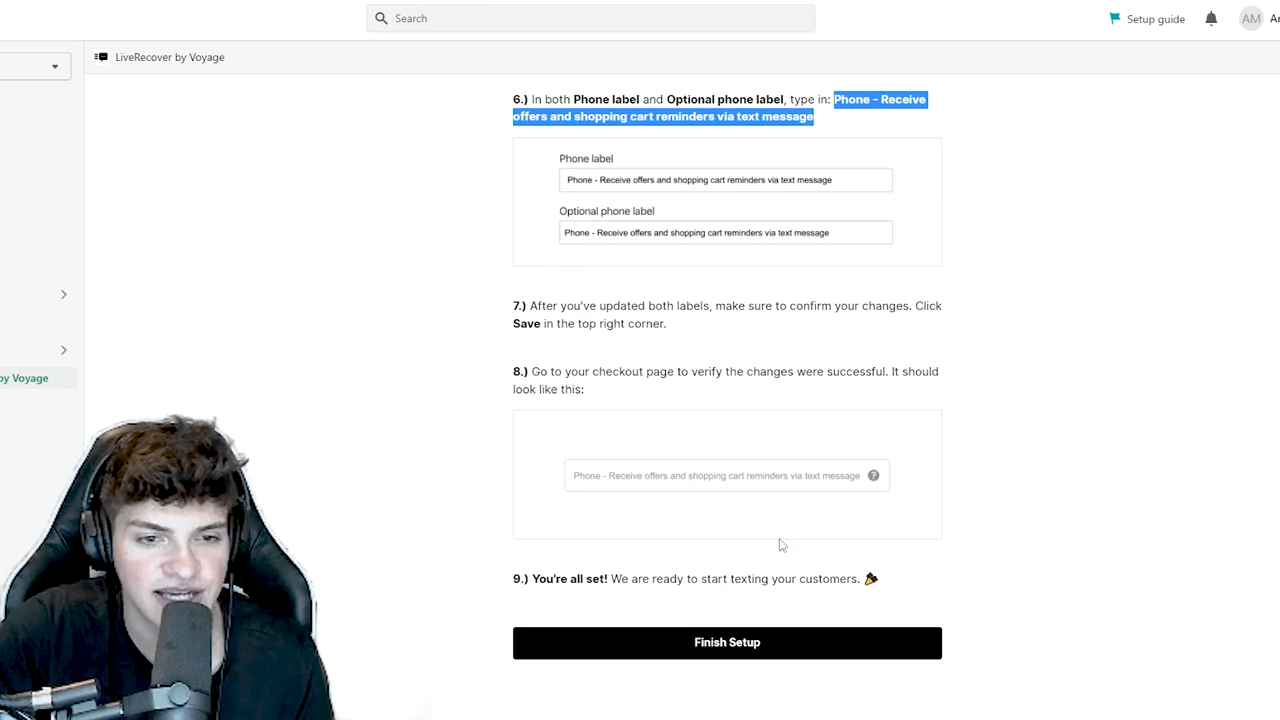 Search
Setup guide
AM
LiveRecover by Voyage
6.) In both Phone label and Optional phone label, type in: Phone - Receive
offers and shopping cart reminders via text message
Phone label
Phone - Receive offers and shopping cart reminders via text message
Optional phone label
Phone - Receive offers and shopping cart reminders via text message
7.) After you've updated both labels, make sure to confirm your changes. Click
Save in the top right corner.
8.) Go to your checkout page to verify the changes were successful. It should
look like this:
by Voyage
Phone - Receive offers and shopping cart reminders via text message ?
9.) You're all set! We are ready to start texting your customers.
Finish Setup